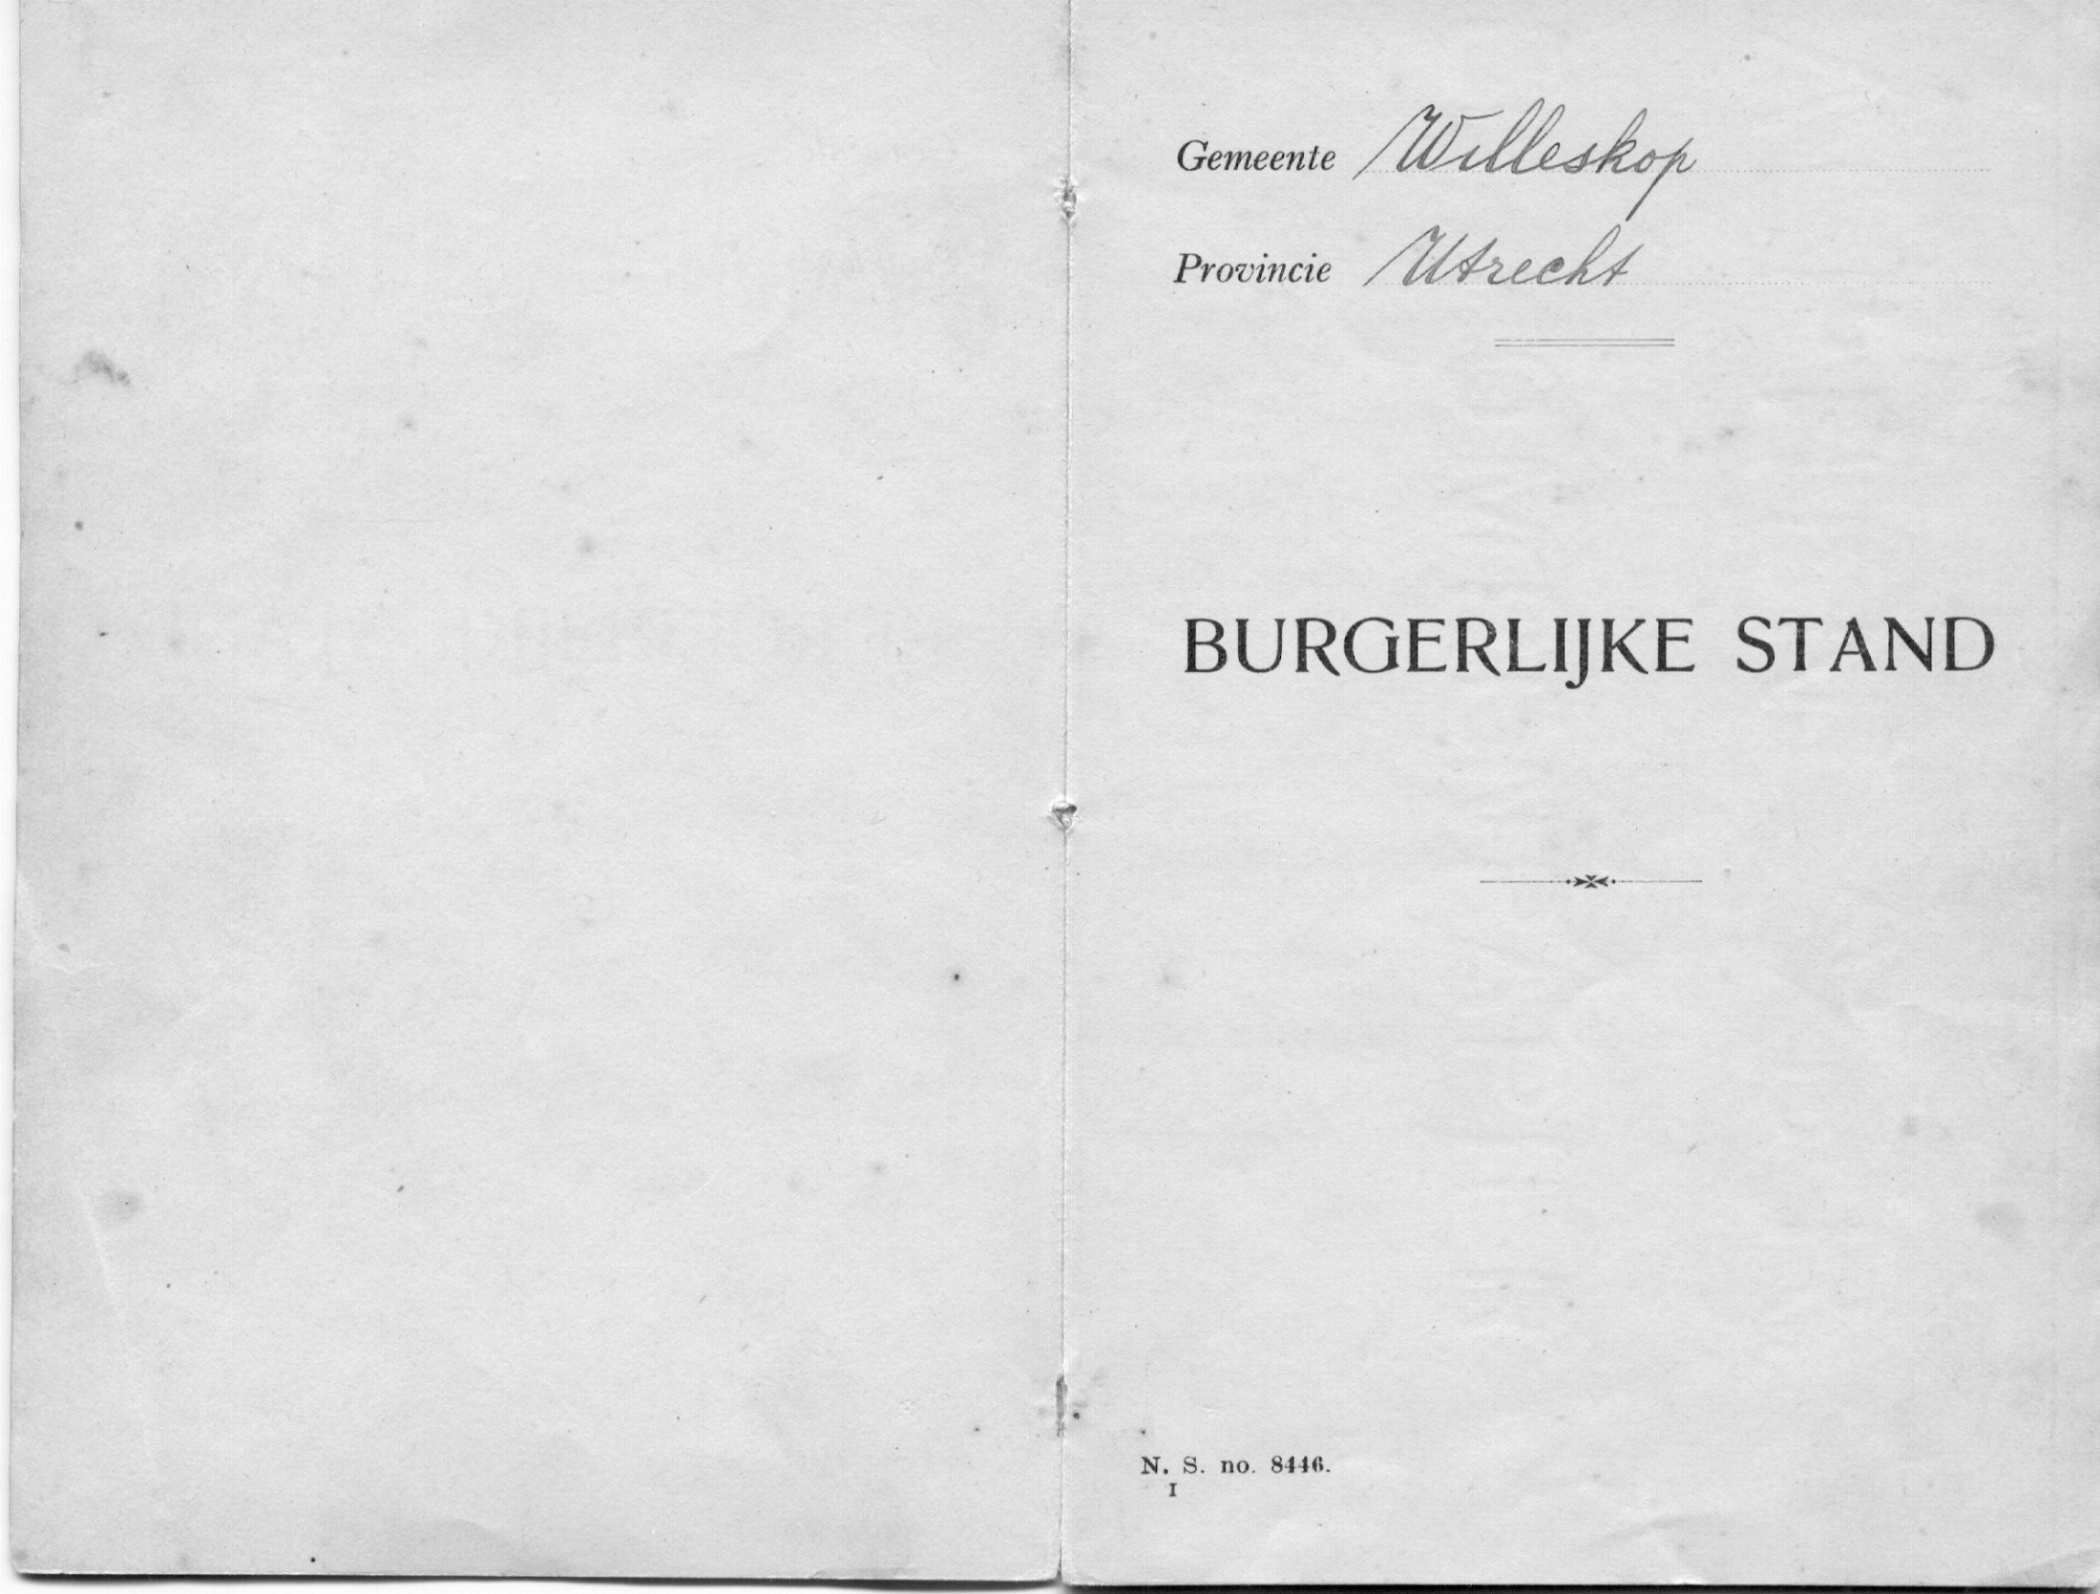 Gemeente Willeskop
Provincie Utrecht
BURGERLIJKE STAND
N. S. no. 8446.
I